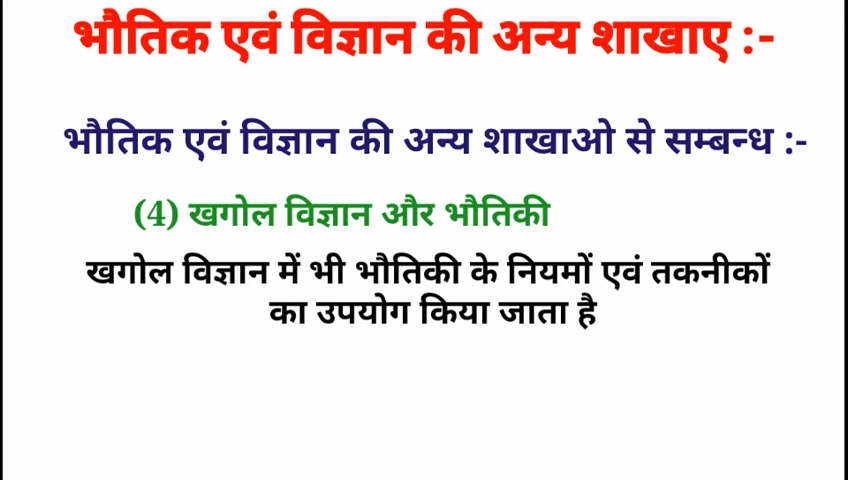 भौतिक एवं विज्ञान की अन्य शाखाए :-
भौतिक एवं विज्ञान की अन्य शाखाओ से सम्बन्ध :-
(4) खगोल विज्ञान और भौतिकी
खगोल विज्ञान में भी भौतिकी के नियमों एवं तकनीकों
का उपयोग किया जाता है